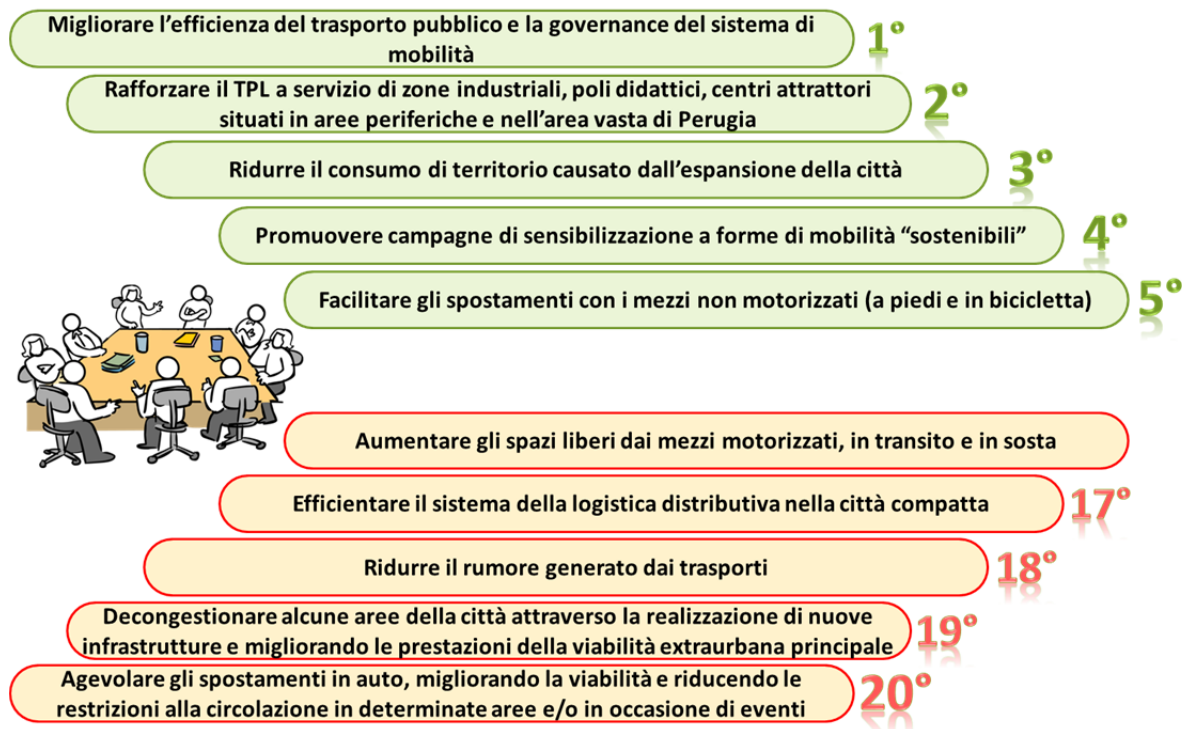 Migliorare l'efficienza del trasporto pubblico e la governance del sistema di
mobilità
1°
Rafforzare il TPL a servizio di zone industriali, poli didattici, centri attrattori
situati in aree periferiche e nell'area vasta di Perugia
2°
Ridurre il consumo di territorio causato dall'espansione della città
3°
Promuovere campagne di sensibilizzazione a forme di mobilità “sostenibili”
4°
Facilitare gli spostamenti con i mezzi non motorizzati (a piedi e in bicicletta)
5°
Aumentare gli spazi liberi dai mezzi motorizzati, in transito e in sosta
Efficientare il sistema della logistica distributiva nella città compatta
17°
Ridurre il rumore generato dai trasporti
18°
Decongestionare alcune aree della città attraverso la realizzazione di nuove
infrastrutture e migliorando le prestazioni della viabilità extraurbana principale
19°
Agevolare gli spostamenti in auto, migliorando la viabilità e riducendo le
restrizioni alla circolazione in determinate aree e/o in occasione di eventi
20°